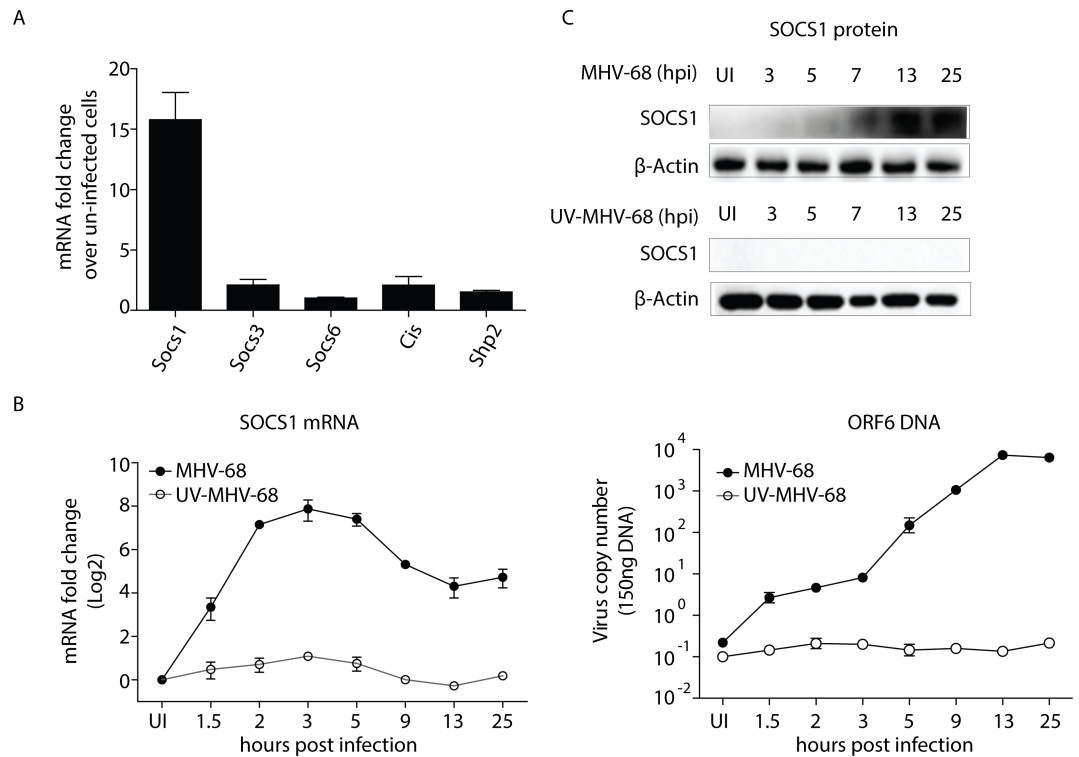 A
mRNA fold change
over un-infected cells
20
15
10
5
0
Socs1
Socs3
Socs6
Cis
Shp2
C
SOCS1 protein
MHV-68 (hpi) UI 3 5 7 13 25
SOCS1
β-Actin
UV-MHV-68 (hpi) UI 3 5 7 13 25
SOCS1
β-Actin
B
SOCS1 mRNA
mRNA fold change
(Log2)
10
8
6
4
2
0
MHV-68
UV-MHV-68
UI 1.5 2 3 5 9 13 25
hours post infection
ORF6 DNA
Virus copy number
(150ng DNA)
10^4
10^3
10^2
10^1
10^0
10^-1
10^-2
MHV-68
UV-MHV-68
UI 1.5 2 3 5 9 13 25
hours post infection